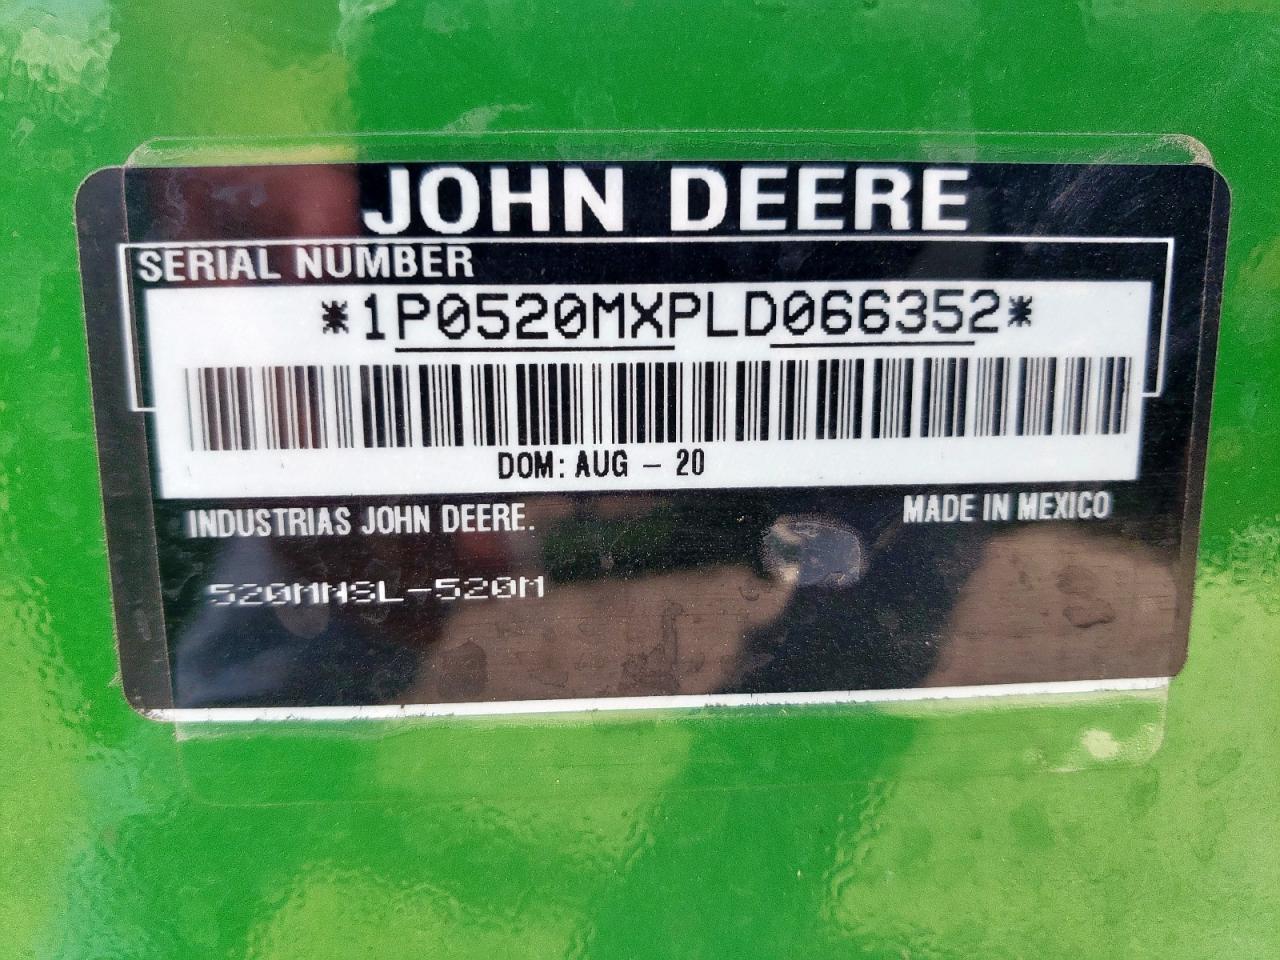 JOHN DEERE
SERIAL NUMBER
*1P0520MXPLD066352*
DOM: AUG - 20
INDUSTRIAS JOHN DEERE.
MADE IN MEXICO
520MNSL-520M